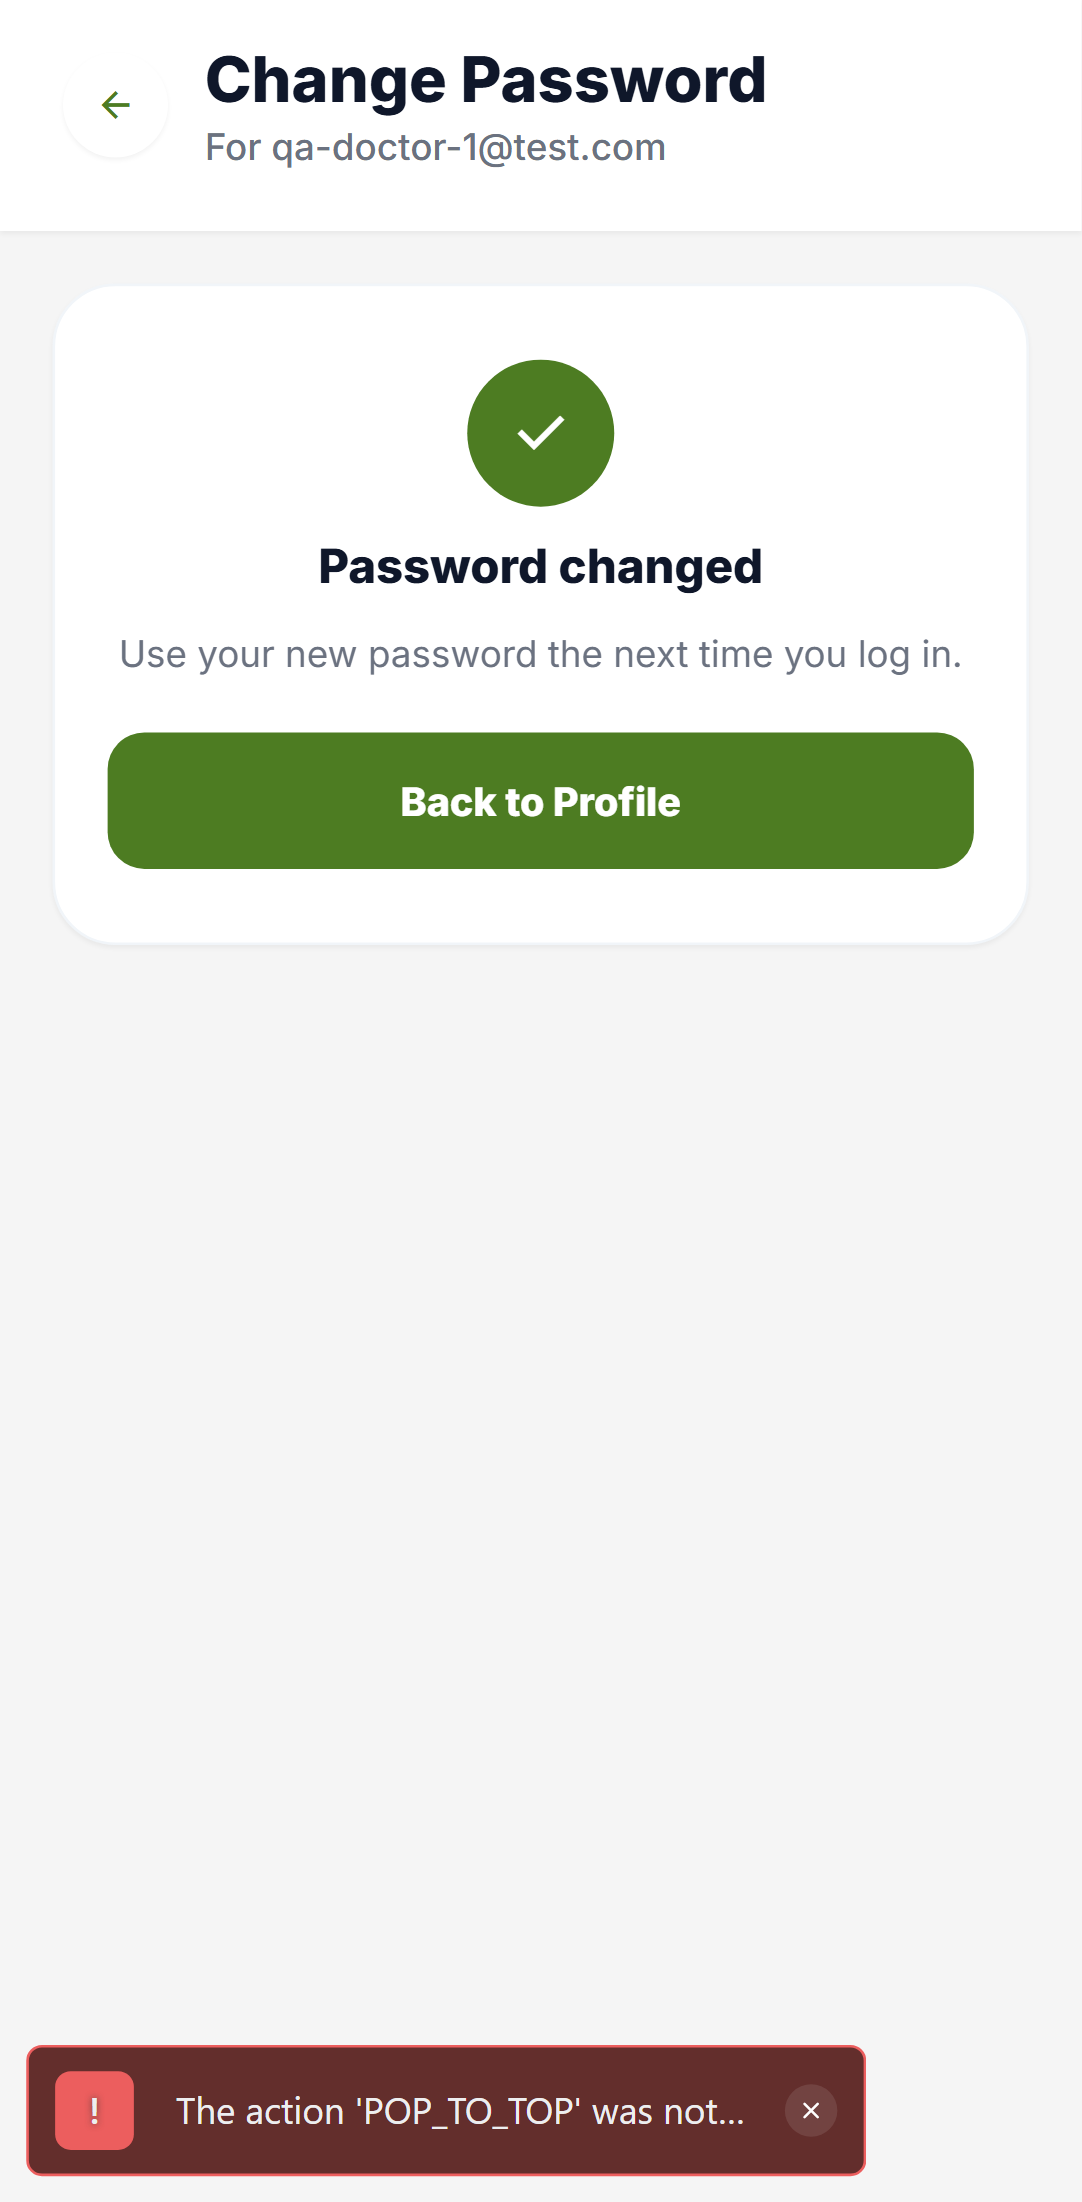 Change Password
For qa-doctor-1@test.com
Password changed
Use your new password the next time you log in.
Back to Profile
! The action 'POP_TO_TOP' was not...